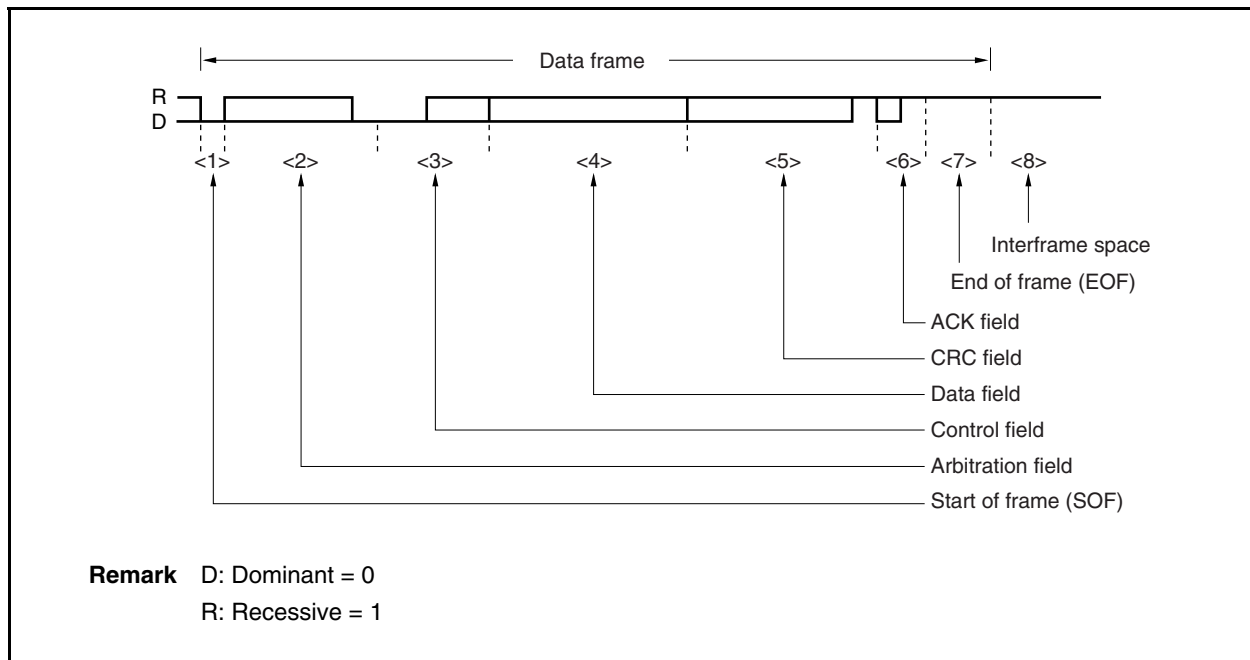 Data frame
R
D
<1> <2> <3> <4> <5> <6> <7> <8>
Interframe space
End of frame (EOF)
ACK field
CRC field
Data field
Control field
Arbitration field
Start of frame (SOF)
Remark D: Dominant = 0
R: Recessive = 1